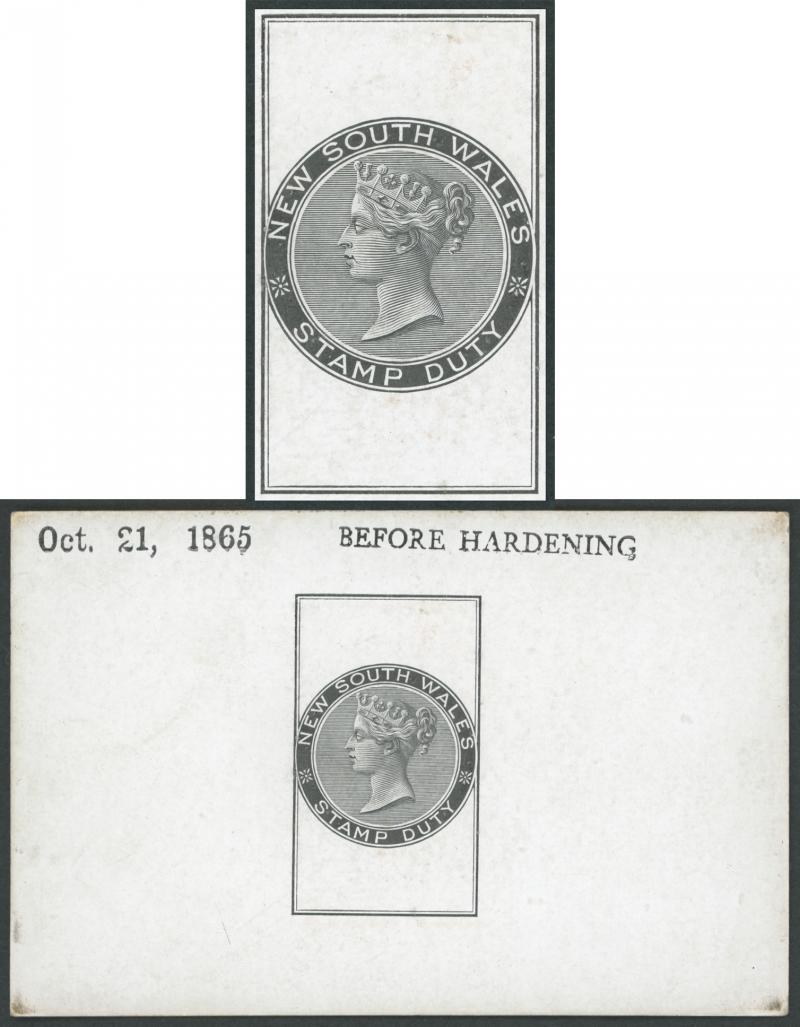 NEW SOUTH WALES
STAMP DUTY
Oct. 21, 1865 BEFORE HARDENING
NEW SOUTH WALES
STAMP DUTY